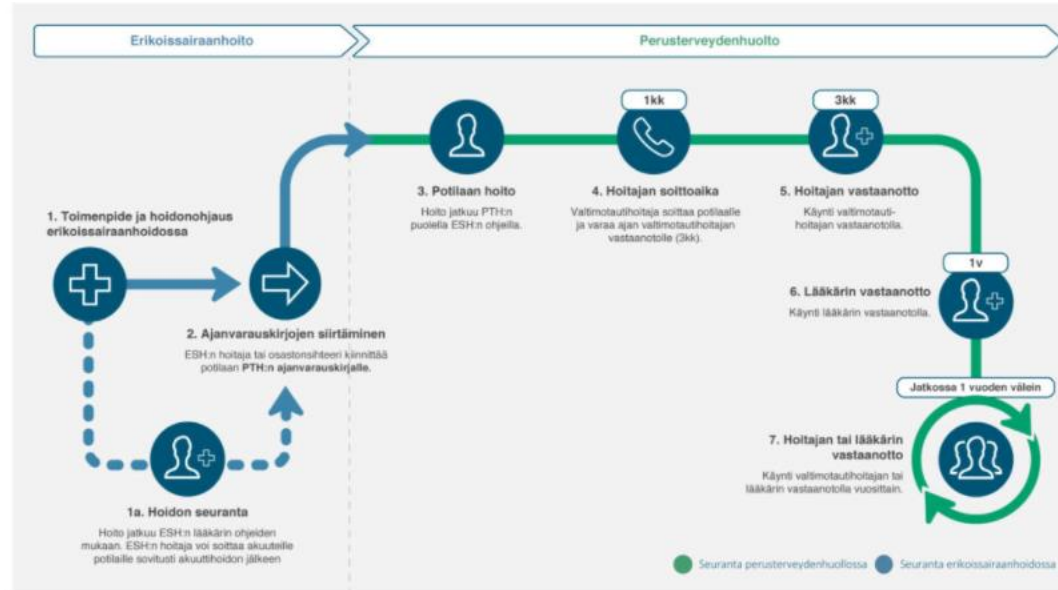 Erikoissairaanhoito
Perusterveydenhuolto
1. Toimenpide ja hoidonohjaus
erikoissairaanhoidossa
2. Ajanvarauskirjojen siirtäminen
ESH:n hoitaja tai osastonsihteeri kiinnittää
potilaan PTH:n ajanvarauskirjalle.
1a. Hoidon seuranta
Hoito jatkuu ESH:n lääkärin ohjeiden
mukaan. ESH:n hoitaja voi soittaa akuuteille
potilaille sovitusti akuuttihoidon jälkeen
3. Potilaan hoito
Hoito jatkuu PTH:n
puolella ESH:n ohjeilla.
1kk
4. Hoitajan soittoaika
Valtimotautihoitaja soittaa potilaalle
ja varaa ajan valtimotautihoitajan
vastaanotolle (3kk).
3kk
5. Hoitajan vastaanotto
Käynti valtimotauti-
hoitajan vastaanotolla.
1v
6. Lääkärin vastaanotto
Käynti lääkärin vastaanotolla.
Jatkossa 1 vuoden välein
7. Hoitajan tai lääkärin
vastaanotto
Käynti valtimotautihoitajan tai
lääkärin vastaanotolla vuosittain.
Seuranta perusterveydenhuollossa
Seuranta erikoissairaanhoidossa